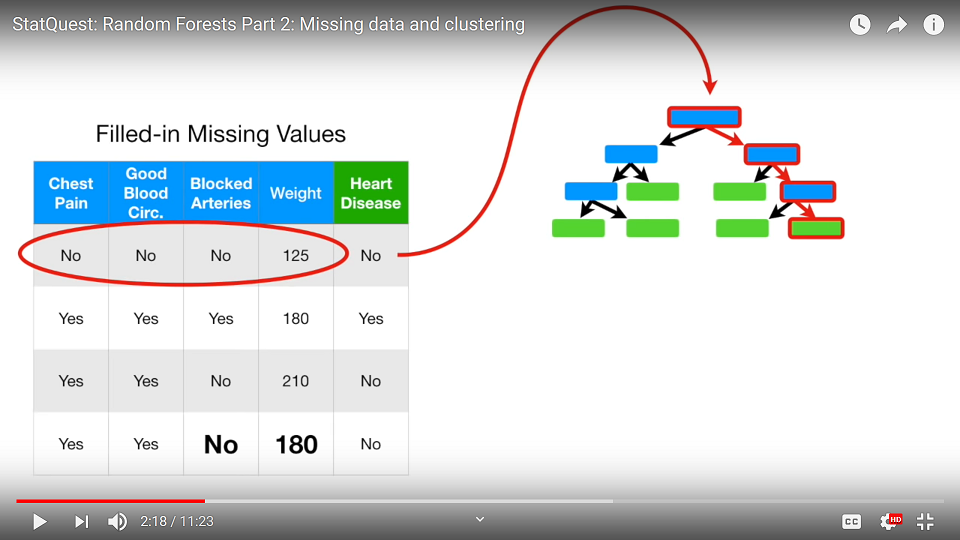 StatQuest: Random Forests Part 2: Missing data and clustering
Filled-in Missing Values
Chest Pain Good Blood Circ. Blocked Arteries Weight Heart Disease
No No No 125 No
Yes Yes Yes 180 Yes
Yes Yes No 210 No
Yes Yes No 180 No
2:18 / 11:23 CC HD